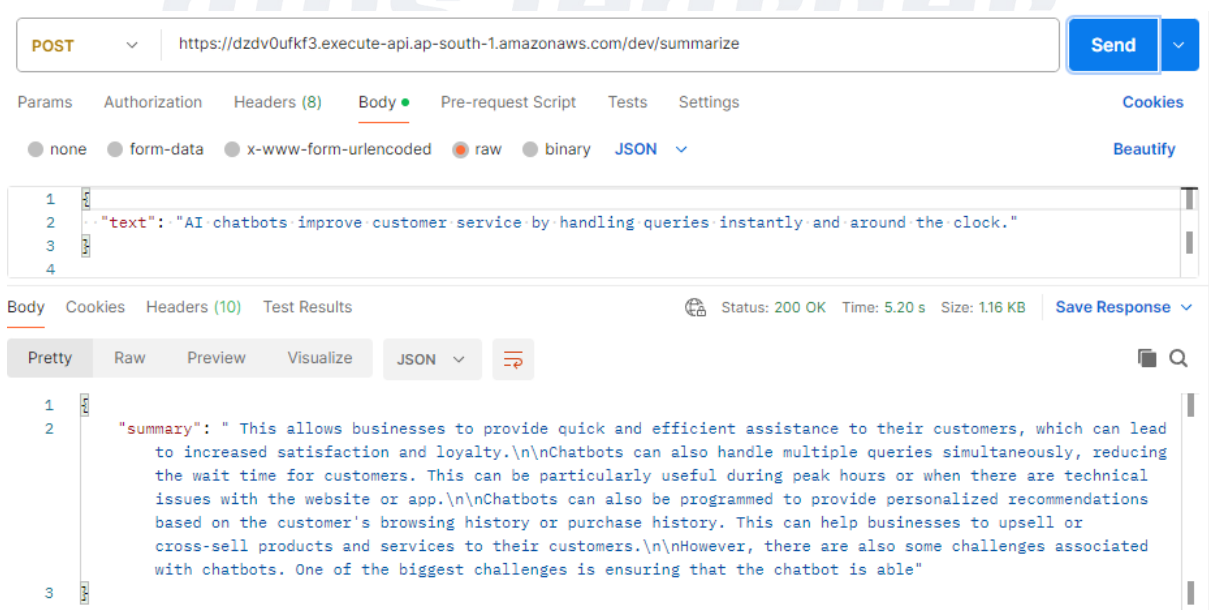 POST https://dzdv0ufkf3.execute-api.ap-south-1.amazonaws.com/dev/summarize Send
Params Authorization Headers (8) Body Pre-request Script Tests Settings Cookies
none form-data x-www-form-urlencoded raw binary JSON Beautify
1 {
2 "text": "AI chatbots improve customer service by handling queries instantly and around the clock."
3 }
4
Body Cookies Headers (10) Test Results Status: 200 OK Time: 5.20 s Size: 1.16 KB Save Response
Pretty Raw Preview Visualize JSON
1 {
2 "summary": " This allows businesses to provide quick and efficient assistance to their customers, which can lead
to increased satisfaction and loyalty.\n\nChatbots can also handle multiple queries simultaneously, reducing
the wait time for customers. This can be particularly useful during peak hours or when there are technical
issues with the website or app.\n\nChatbots can also be programmed to provide personalized recommendations
based on the customer's browsing history or purchase history. This can help businesses to upsell or
cross-sell products and services to their customers.\n\nHowever, there are also some challenges associated
with chatbots. One of the biggest challenges is ensuring that the chatbot is able"
3 }